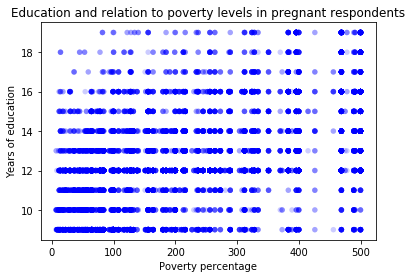 Education and relation to poverty levels in pregnant respondents
18
16
14
12
10
Years of education
0 100 200 300 400 500
Poverty percentage